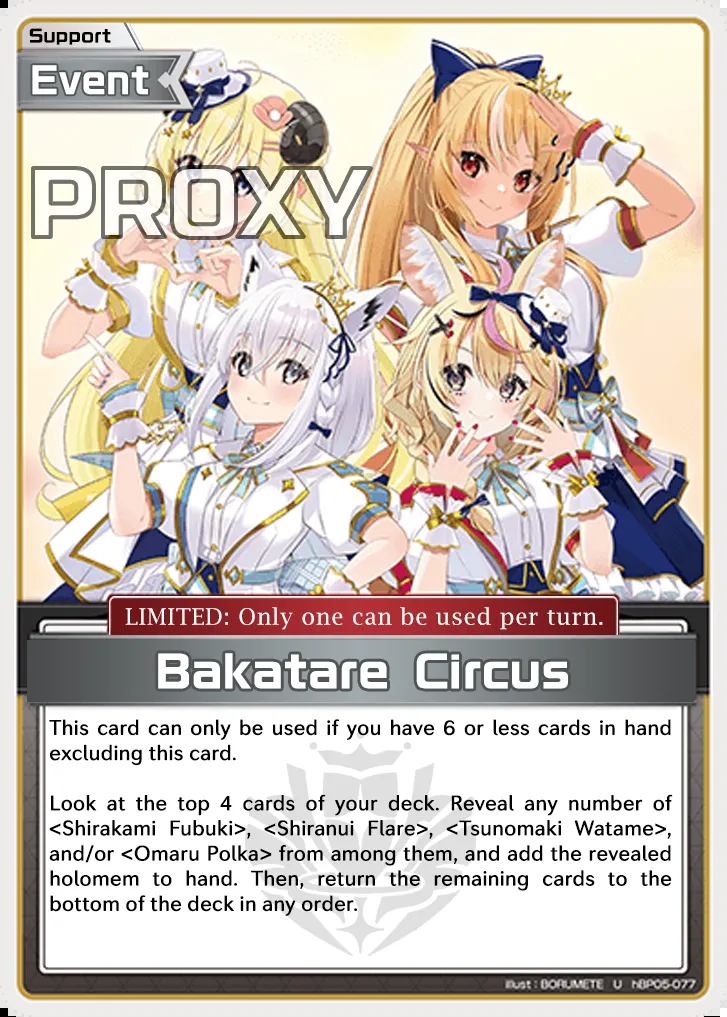 Support
Event
PROXY
LIMITED: Only one can be used per turn.
Bakatare Circus
This card can only be used if you have 6 or less cards in hand
excluding this card.
Look at the top 4 cards of your deck. Reveal any number of
<Shirakami Fubuki>, <Shiranui Flare>, <Tsunomaki Watame>,
and/or <Omaru Polka> from among them, and add the revealed
holomem to hand. Then, return the remaining cards to the
bottom of the deck in any order.
illust : BORUMETE U hBP05-077